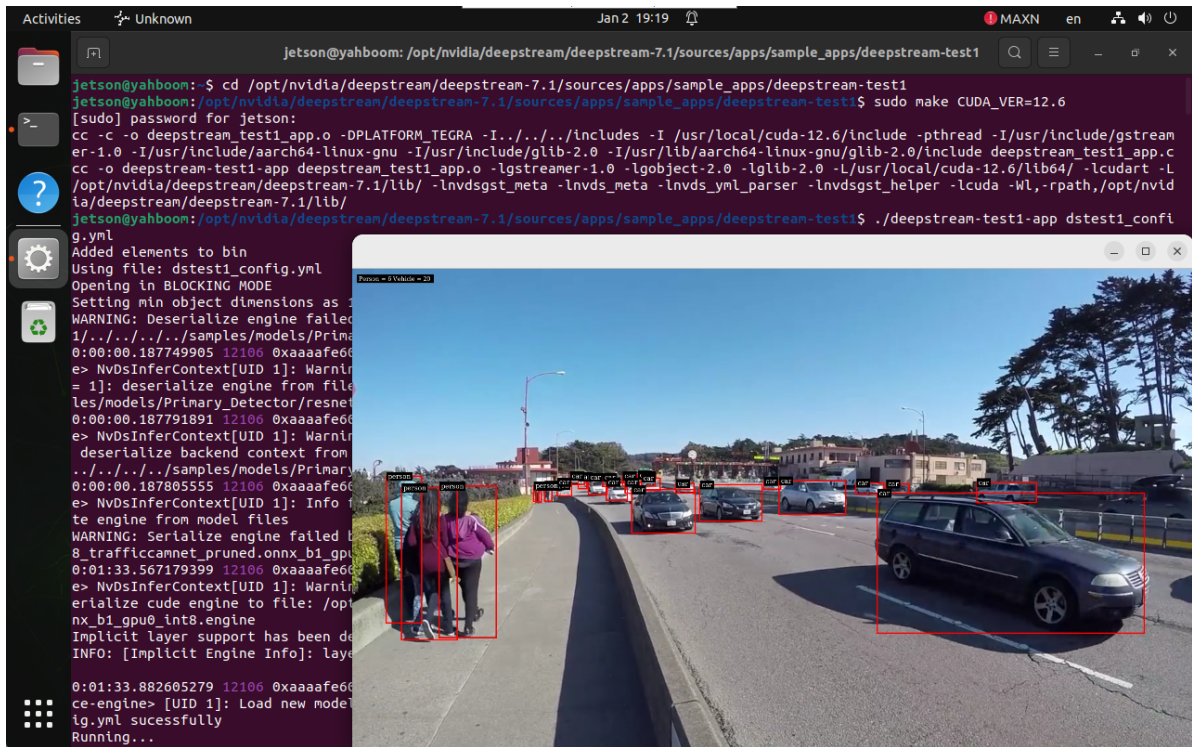 Activities
Unknown
Jan 2 19:19
MAXN
en
jetson@yahboom: /opt/nvidia/deepstream/deepstream-7.1/sources/apps/sample_apps/deepstream-test1
jetson@yahboom:~$ cd /opt/nvidia/deepstream/deepstream-7.1/sources/apps/sample_apps/deepstream-test1
jetson@yahboom:/opt/nvidia/deepstream/deepstream-7.1/sources/apps/sample_apps/deepstream-test1$ sudo make CUDA_VER=12.6
[sudo] password for jetson:
cc -c -o deepstream_test1_app.o -DPLATFORM_TEGRA -I../../../includes -I /usr/local/cuda-12.6/include -pthread -I/usr/include/gstream
er-1.0 -I/usr/include/aarch64-linux-gnu -I/usr/include/glib-2.0 -I/usr/lib/aarch64-linux-gnu/glib-2.0/include deepstream_test1_app.c
cc -o deepstream-test1-app deepstream_test1_app.o -lgstreamer-1.0 -lgobject-2.0 -lglib-2.0 -L/usr/local/cuda-12.6/lib64/ -lcudart -L
/opt/nvidia/deepstream/deepstream-7.1/lib/ -lnvdsgst_meta -lnvds_meta -lnvds_yml_parser -lnvdsgst_helper -lcuda -Wl,-rpath,/opt/nvid
ia/deepstream/deepstream-7.1/lib/
jetson@yahboom:/opt/nvidia/deepstream/deepstream-7.1/sources/apps/sample_apps/deepstream-test1$ ./deepstream-test1-app dstest1_confi
g.yml
Added elements to bin
Using file: dstest1_config.yml
Opening in BLOCKING MODE
Setting min object dimensions as 1
WARNING: Deserialize engine failed
1/../../../../samples/models/Prima
0:00:00.187749905 12106 0xaaaafe60
e> NvDsInferContext[UID 1]: Warnin
= 1]: deserialize engine from file
les/models/Primary_Detector/resnet
0:00:00.187791891 12106 0xaaaafe60
e> NvDsInferContext[UID 1]: Warnin
deserialize backend context from
../../../../samples/models/Primary
0:00:00.187805555 12106 0xaaaafe60
e> NvDsInferContext[UID 1]: Info f
te engine from model files
WARNING: Serialize engine failed b
8_trafficcamnet_pruned.onnx_b1_gpu
0:01:33.567179399 12106 0xaaaafe60
e> NvDsInferContext[UID 1]: Warnin
erialize cude engine to file: /opt
nx_b1_gpu0_int8.engine
Implicit layer support has been de
INFO: [Implicit Engine Info]: laye
0:01:33.882605279 12106 0xaaaafe60
ce-engine> [UID 1]: Load new model
ig.yml sucessfully
Running...
Person = 6 Vehicle = 20
person
person
person
person
car
car
car
car
car
car
car
car
car
car
car
car
car
car